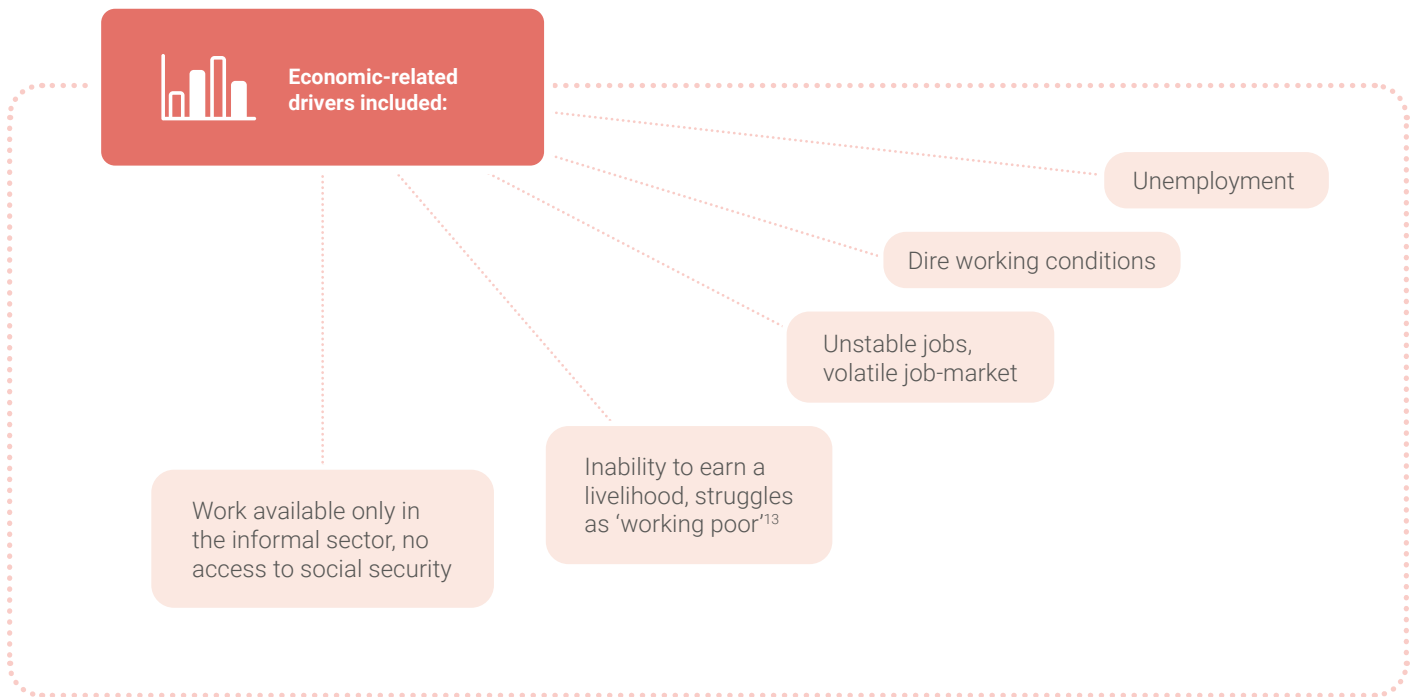 Economic-related
drivers included:
Unemployment
Dire working conditions
Unstable jobs,
volatile job-market
Inability to earn a
livelihood, struggles
as ‘working poor’¹³
Work available only in
the informal sector, no
access to social security